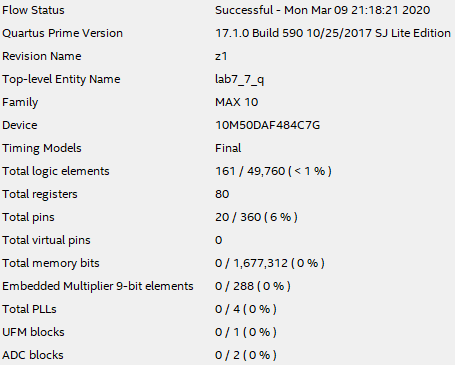 Flow Status Successful - Mon Mar 09 21:18:21 2020
Quartus Prime Version 17.1.0 Build 590 10/25/2017 SJ Lite Edition
Revision Name z1
Top-level Entity Name lab7_7_q
Family MAX 10
Device 10M50DAF484C7G
Timing Models Final
Total logic elements 161 / 49,760 ( < 1 % )
Total registers 80
Total pins 20 / 360 ( 6 % )
Total virtual pins 0
Total memory bits 0 / 1,677,312 ( 0 % )
Embedded Multiplier 9-bit elements 0 / 288 ( 0 % )
Total PLLs 0 / 4 ( 0 % )
UFM blocks 0 / 1 ( 0 % )
ADC blocks 0 / 2 ( 0 % )